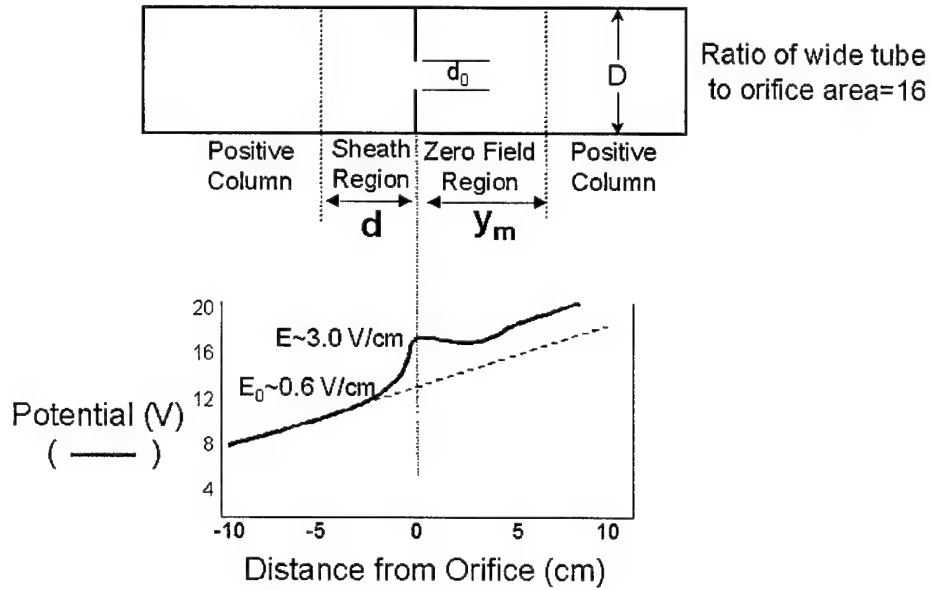 d₀
D
Ratio of wide tube
to orifice area=16
Positive
Column
Sheath
Region
Zero Field
Region
Positive
Column
d
yₘ
20
16
12
8
4
E~3.0 V/cm
E₀~0.6 V/cm
Potential (V)
( — )
-10
-5
0
5
10
Distance from Orifice (cm)